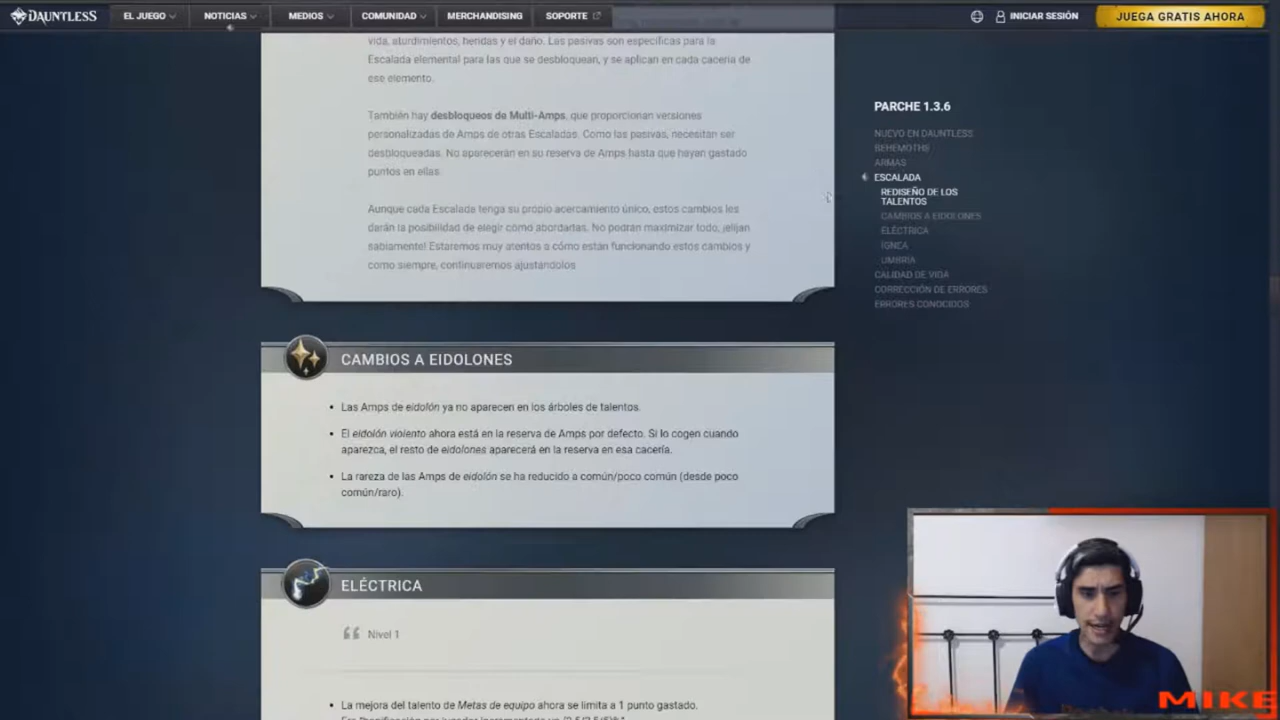 DAUNTLESS
EL JUEGO
NOTICIAS
MEDIOS
COMUNIDAD
MERCHANDISING
SOPORTE
INICIAR SESIÓN
JUEGA GRATIS AHORA
vida, aturdimientos, heridas y el daño. Las pasivas son específicas para la
Escalada elemental para las que se desbloquean, y se aplican en cada cacería de
ese elemento.
También hay desbloqueos de Multi-Amps, que proporcionan versiones
personalizadas de Amps de otras Escaladas. Como las pasivas, necesitan ser
desbloqueadas. No aparecerán en su reserva de Amps hasta que hayan gastado
puntos en ellas.
Aunque cada Escalada tenga su propio acercamiento único, estos cambios les
darán la posibilidad de elegir cómo abordarlas. No podrán maximizar todo, ¡elijan
sabiamente! Estaremos muy atentos a cómo están funcionando estos cambios y
como siempre, continuaremos ajustándolos
PARCHE 1.3.6
NUEVO EN DAUNTLESS
BEHEMOTHS
ARMAS
ESCALADA
REDISEÑO DE LOS
TALENTOS
CAMBIOS A EIDOLONES
ELÉCTRICA
ÍGNEA
UMBRÍA
CALIDAD DE VIDA
CORRECCIÓN DE ERRORES
ERRORES CONOCIDOS
CAMBIOS A EIDOLONES
• Las Amps de eidolón ya no aparecen en los árboles de talentos.
• El eidolón violento ahora está en la reserva de Amps por defecto. Si lo cogen cuando
aparezca, el resto de eidolones aparecerá en la reserva en esa cacería.
• La rareza de las Amps de eidolón se ha reducido a común/poco común (desde poco
común/raro).
ELÉCTRICA
Nivel 1
• La mejora del talento de Metas de equipo ahora se limita a 1 punto gastado.
MIKE